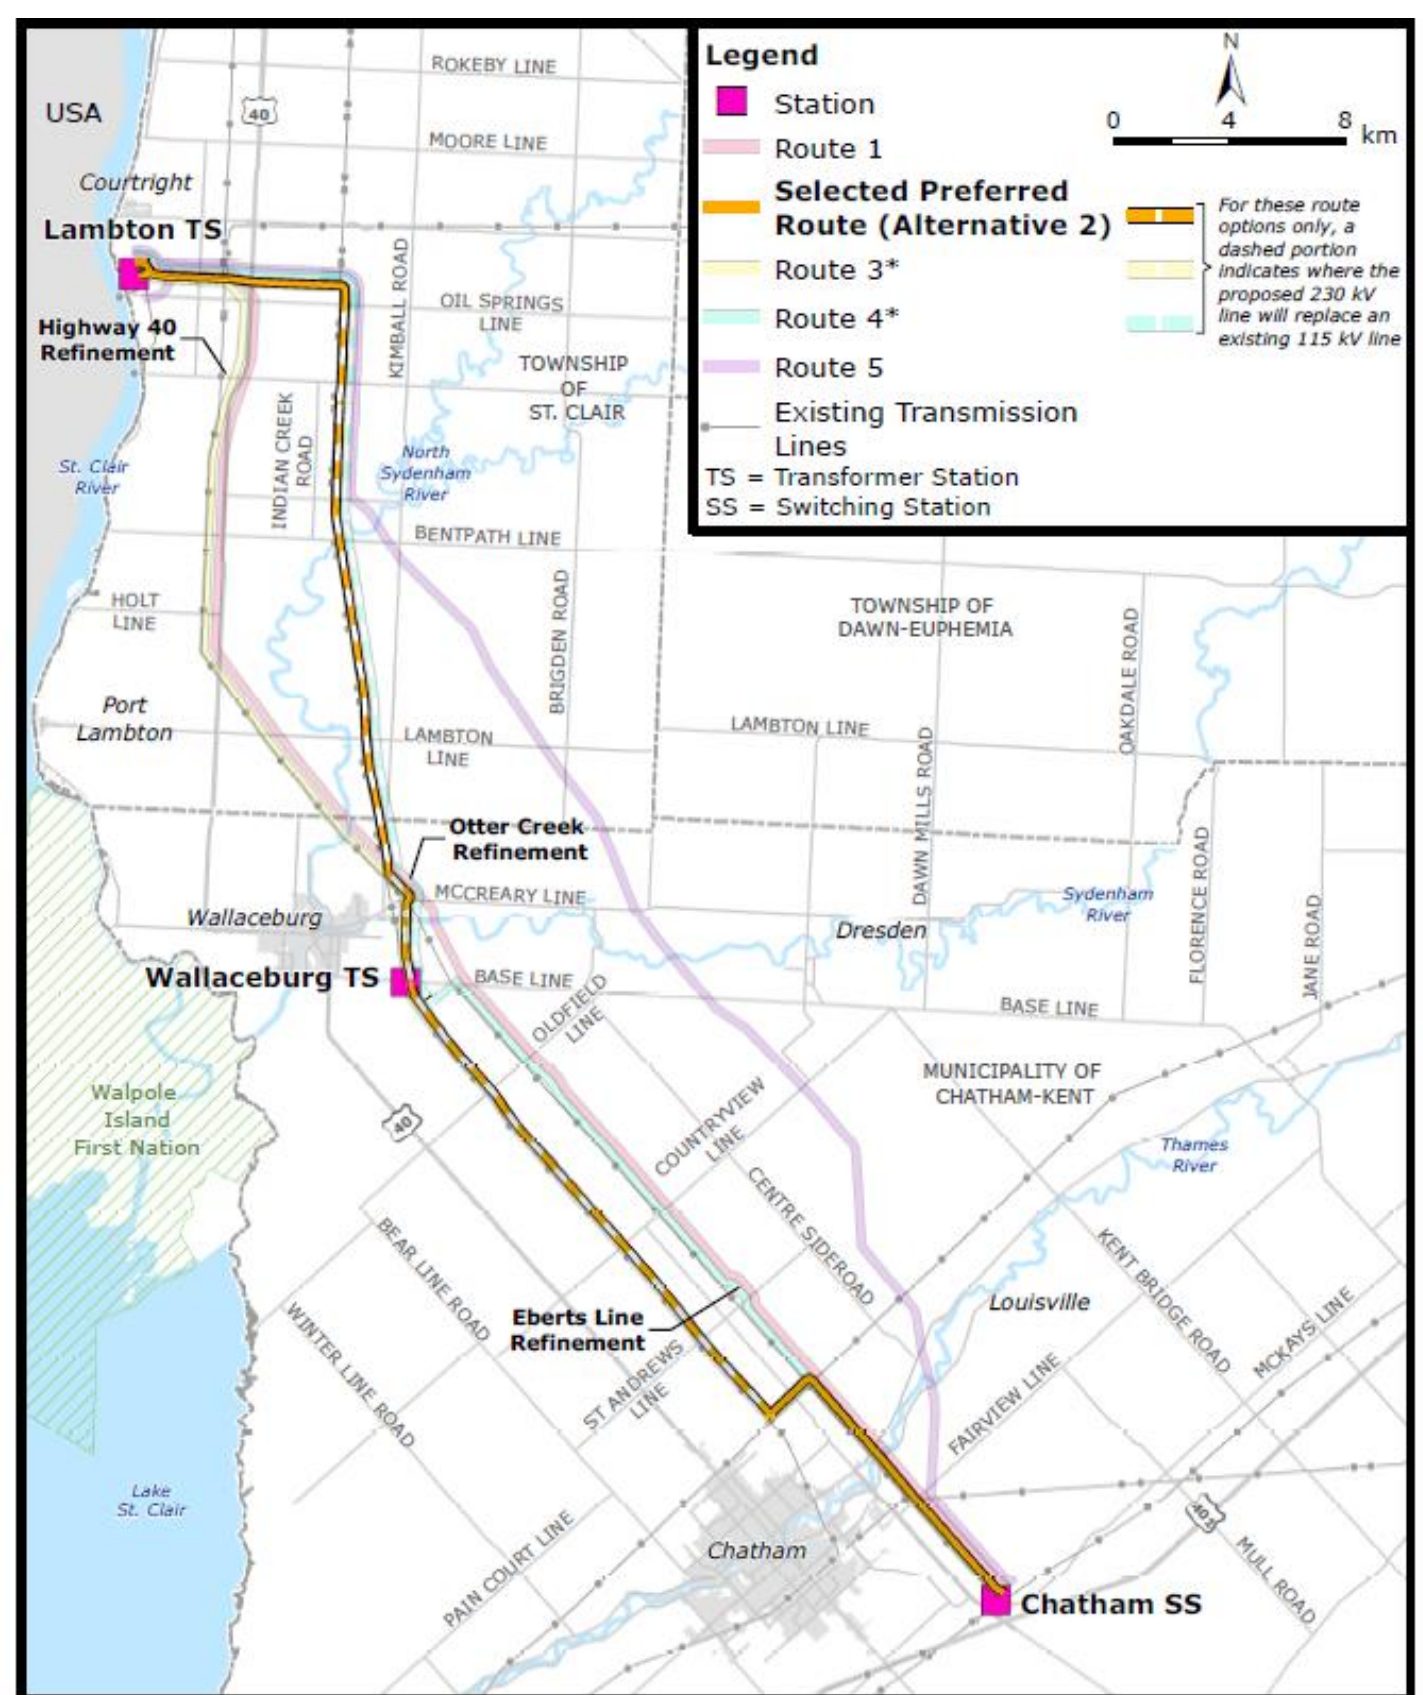 Legend
Station
Route 1
Selected Preferred
Route (Alternative 2)
Route 3*
Route 4*
Route 5
Existing Transmission
Lines
TS = Transformer Station
SS = Switching Station
N
0 4 8 km
For these route
options only, a
dashed portion
indicates where the
proposed 230 kV
line will replace an
existing 115 kV line
USA
ROKEBY LINE
40
MOORE LINE
Courtright
Lambton TS
KIMBALL ROAD
OIL SPRINGS
LINE
Highway 40
Refinement
TOWNSHIP
OF
ST. CLAIR
INDIAN CREEK
ROAD
St. Clair
River
North
Sydenham
River
BENTPATH LINE
HOLT
LINE
BRIGDEN ROAD
TOWNSHIP OF
DAWN-EUPHEMIA
OAKDALE ROAD
Port
Lambton
LAMBTON
LINE
LAMBTON LINE
DAWN MILLS ROAD
Otter Creek
Refinement
FLORENCE ROAD
MCCREARY LINE
Sydenham
River
Wallaceburg
Dresden
JANE ROAD
Wallaceburg TS
BASE LINE
OLDFIELD
LINE
BASE LINE
MUNICIPALITY OF
CHATHAM-KENT
Walpole
Island
First Nation
40
COUNTRYVIEW
LINE
Thames
River
CENTRE SIDEROAD
BEAR LINE ROAD
KENT BRIDGE ROAD
Louisville
MCKAYS LINE
WINTER LINE ROAD
Eberts Line
Refinement
ST ANDREWS
LINE
FAIRVIEW LINE
Lake
St. Clair
402
PAIN COURT LINE
Chatham
MULL ROAD
Chatham SS